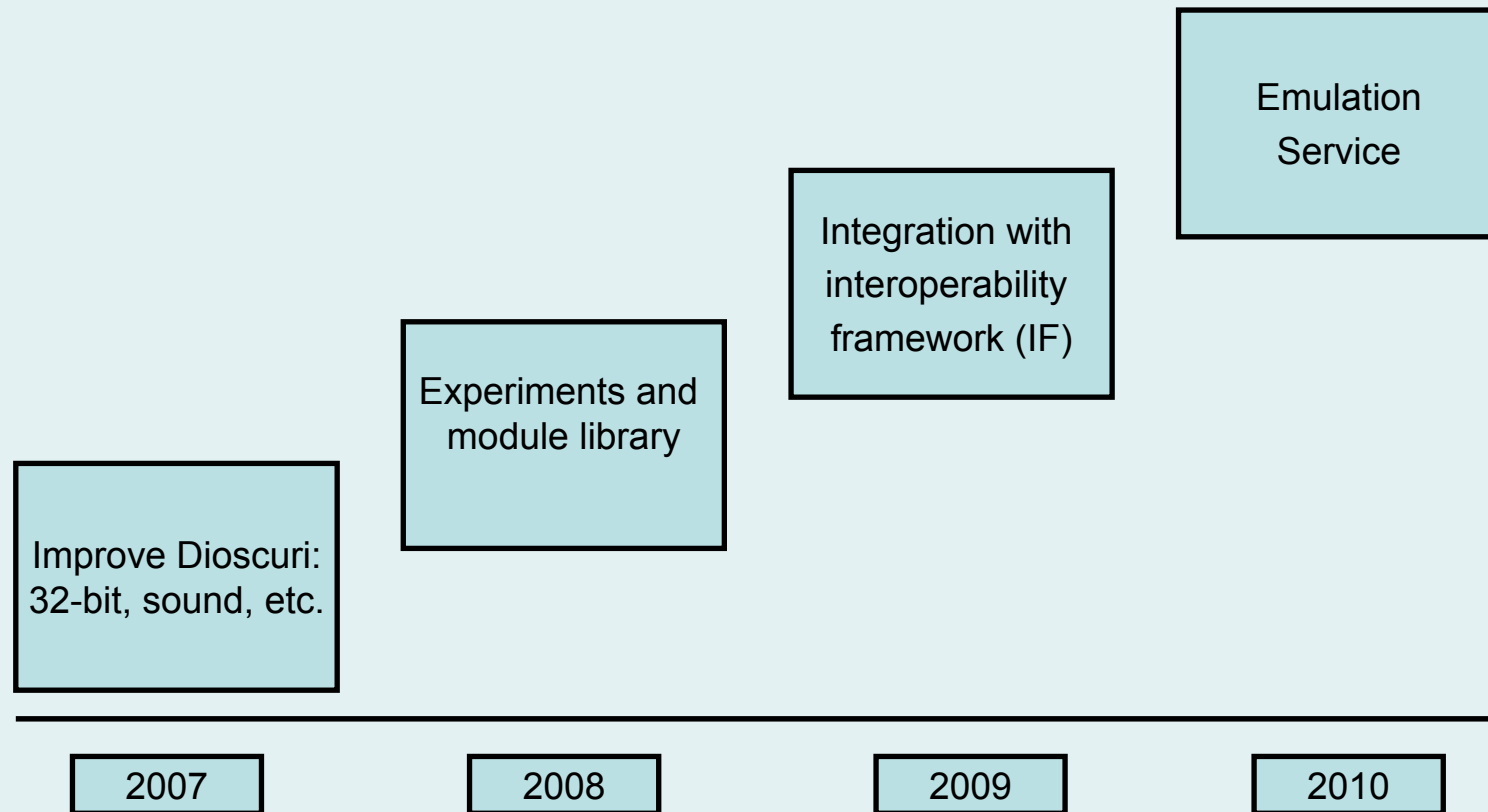 Emulation
Service
Integration with
interoperability
framework (IF)
Experiments and
module library
Improve Dioscuri:
32-bit, sound, etc.
2007
2008
2009
2010